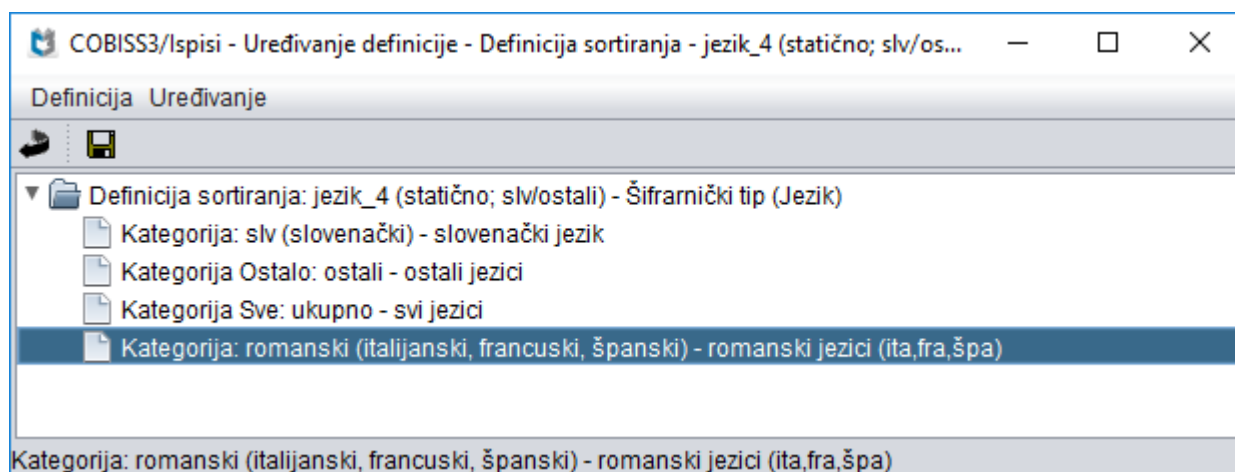 COBISS3/Ispisi - Uređivanje definicije - Definicija sortiranja - jezik_4 (statično; slv/os...
Definicija Uređivanje
Definicija sortiranja: jezik_4 (statično; slv/ostali) - Šifrarnički tip (Jezik)
Kategorija: slv (slovenački) - slovenački jezik
Kategorija Ostalo: ostali - ostali jezici
Kategorija Sve: ukupno - svi jezici
Kategorija: romanski (italijanski, francuski, španski) - romanski jezici (ita,fra,špa)
Kategorija: romanski (italijanski, francuski, španski) - romanski jezici (ita,fra,špa)